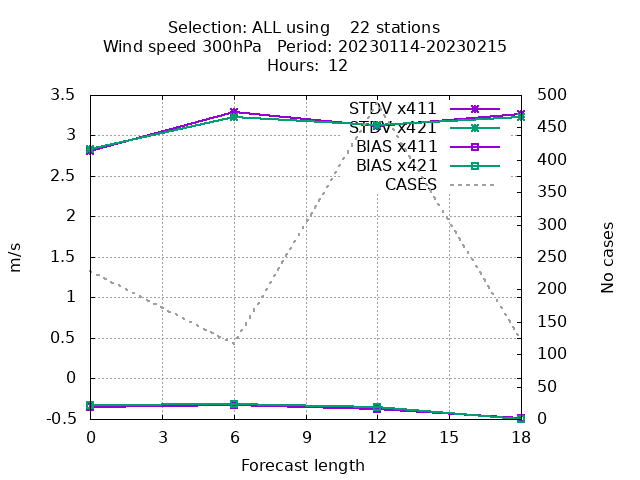 Selection: ALL using    22 stations
Wind speed 300hPa   Period: 20230114-20230215
Hours: 12
3.5
3
2.5
2
1.5
1
0.5
0
-0.5
m/s
STDV x411
STDV x421
BIAS x411
BIAS x421
CASES
500
450
400
350
300
250
200
150
100
50
0
No cases
0 3 6 9 12 15 18
Forecast length